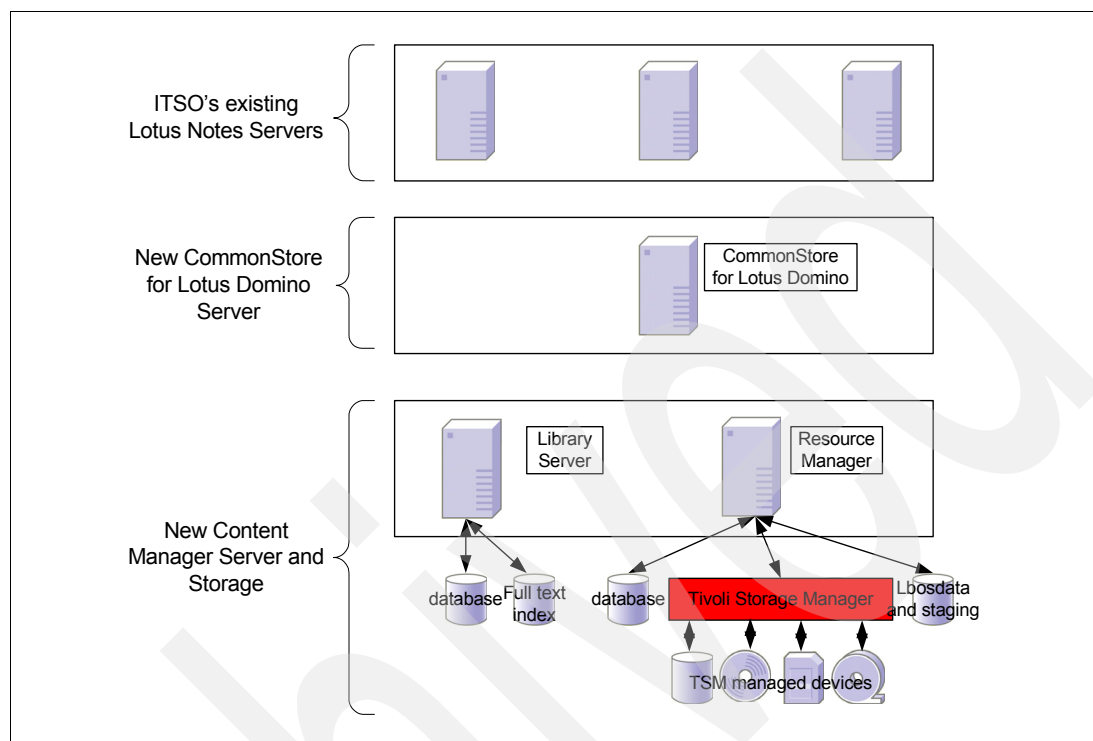 ITSO's existing
Lotus Notes Servers
New CommonStore
for Lotus Domino
Server
CommonStore
for Lotus Domino
New Content
Manager Server and
Storage
Library
Server
Resource
Manager
database
Full text
index
database
Tivoli Storage Manager
Lbosdata
and staging
TSM managed devices